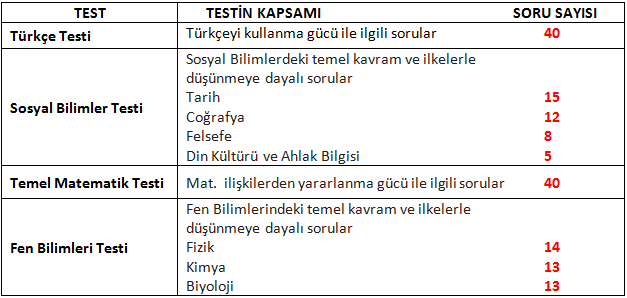 TEST TESTİN KAPSAMI SORU SAYISI
Türkçe Testi Türkçeyi kullanma gücü ile ilgili sorular 40
Sosyal Bilimler Testi
Sosyal Bilimlerdeki temel kavram ve ilkelerle
düşünmeye dayalı sorular
Tarih 15
Coğrafya 12
Felsefe 8
Din Kültürü ve Ahlak Bilgisi 5
Temel Matematik Testi Mat. ilişkilerden yararlanma gücü ile ilgili sorular 40
Fen Bilimleri Testi
Fen Bilimlerindeki temel kavram ve ilkelerle
düşünmeye dayalı sorular
Fizik 14
Kimya 13
Biyoloji 13